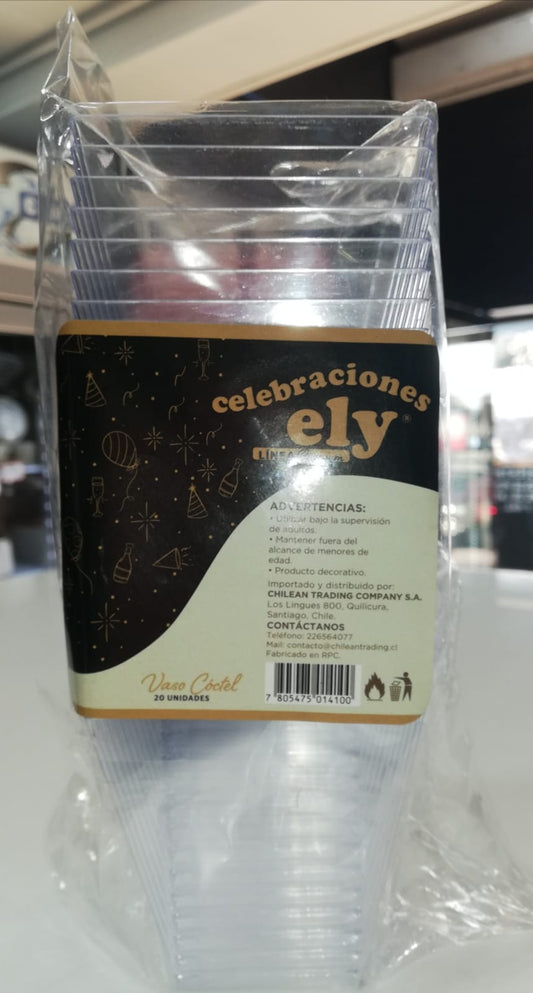 celebraciones
ely®
LÍNEA
ADVERTENCIAS:
• Utilizar bajo la supervisión
de adultos.
• Mantener fuera del
alcance de menores de
edad.
• Producto decorativo.
Importado y distribuido por:
CHILEAN TRADING COMPANY S.A.
Los Lingues 800, Quilicura,
Santiago, Chile.
CONTÁCTANOS
Teléfono: 226564077
Mail: contacto@chileantrading.cl
Fabricado en RPC.
Vaso Cóctel
20 UNIDADES
7 805475 014100